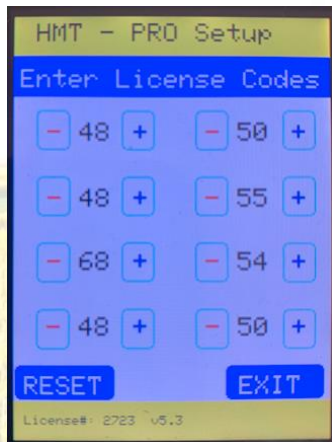 HMT - PRO Setup
Enter License Codes
- 48 + - 50 +
- 48 + - 55 +
- 68 + - 54 +
- 48 + - 50 +
RESET EXIT
License#: 2723 v5.3